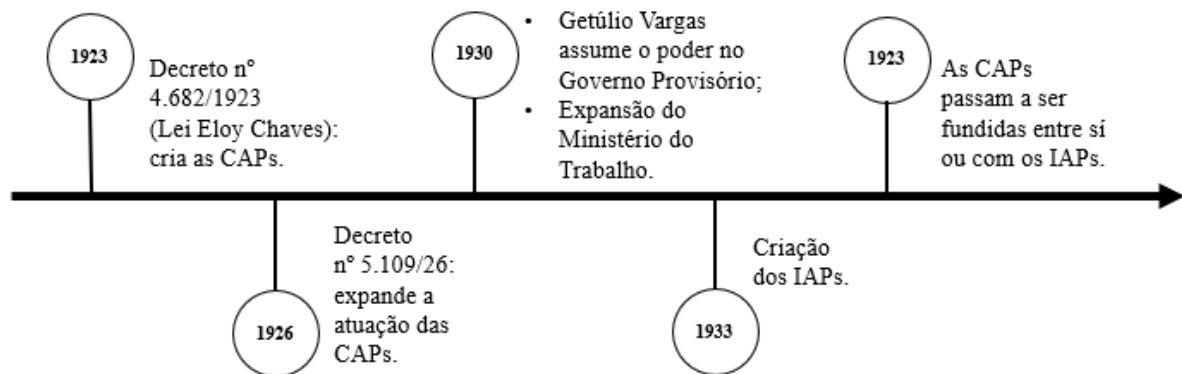 1923
Decreto nº
4.682/1923
(Lei Eloy Chaves):
cria as CAPs.
1926
Decreto
nº 5.109/26:
expande a
atuação das
CAPs.
1930
• Getúlio Vargas
assume o poder no
Governo Provisório;
• Expansão do
Ministério do
Trabalho.
1933
Criação
dos IAPs.
1923
As CAPs
passam a ser
fundidas entre sí
ou com os IAPs.